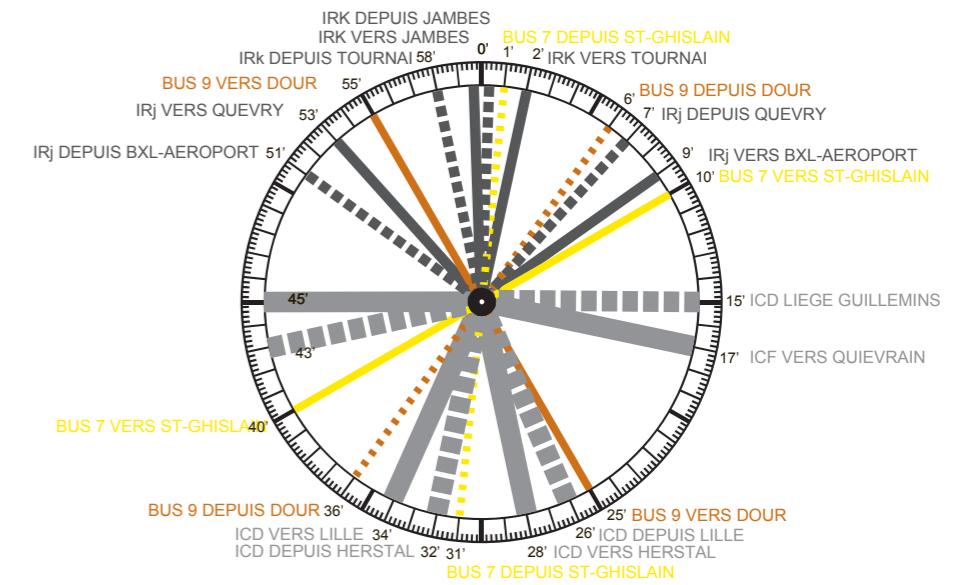 IRK DEPUIS JAMBES
IRK VERS JAMBES 0’ 1’ BUS 7 DEPUIS ST-GHISLAIN
IRk DEPUIS TOURNAI 58’ 2’ IRK VERS TOURNAI
BUS 9 VERS DOUR 55’ 6’ BUS 9 DEPUIS DOUR
IRj VERS QUEVRY 53’ 7’ IRj DEPUIS QUEVRY
IRj DEPUIS BXL-AEROPORT 51’ 9’ IRj VERS BXL-AEROPORT
10’ BUS 7 VERS ST-GHISLAIN
45’ 15’ ICD LIEGE GUILLEMINS
43’ 17’ ICF VERS QUIEVRAIN
BUS 7 VERS ST-GHISLAIN 40’
BUS 9 DEPUIS DOUR 36’ 25’ BUS 9 VERS DOUR
ICD VERS LILLE 34’ 26’ ICD DEPUIS LILLE
ICD DEPUIS HERSTAL 32’ 31’ 28’ ICD VERS HERSTAL
BUS 7 DEPUIS ST-GHISLAIN